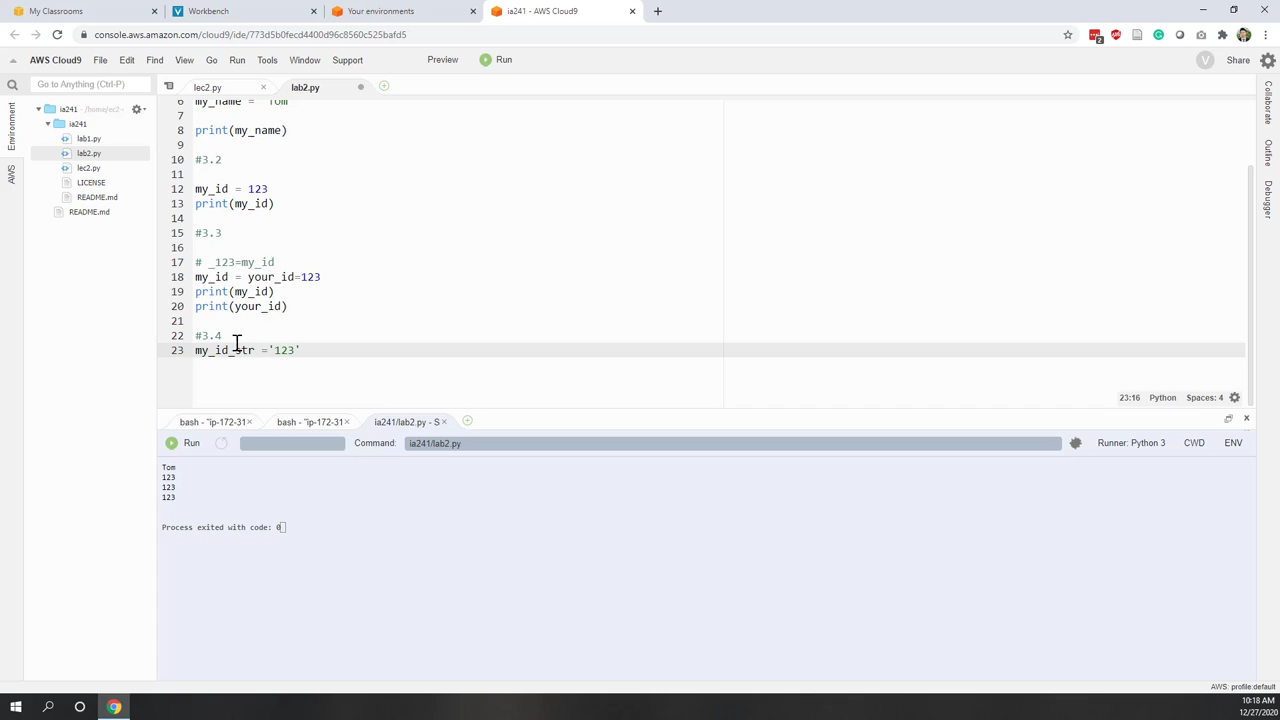 My Classrooms
Workbench
Your environments
ia241 - AWS Cloud9
console.aws.amazon.com/cloud9/ide/773d5b0fecd4400d96c8560c525bafd5
2
AWS Cloud9 File Edit Find View Go Run Tools Window Support Preview Run V Share
Go to Anything (Ctrl-P)
lec2.py
lab2.py
Environment
AWS
ia241 - /home/ec2-
ia241
lab1.py
lab2.py
lec2.py
LICENSE
README.md
README.md
6 my_name = 'Tom'
7
8 print(my_name)
9
10 #3.2
11
12 my_id = 123
13 print(my_id)
14
15 #3.3
16
17 # _123=my_id
18 my_id = your_id=123
19 print(my_id)
20 print(your_id)
21
22 #3.4
23 my_id_str ='123'
23:16 Python Spaces: 4
Collaborate
Outline
Debugger
bash - "ip-172-31
bash - "ip-172-31
ia241/lab2.py - S
Run
Command:
ia241/lab2.py
Runner: Python 3
CWD
ENV
Tom
123
123
123
Process exited with code: 0
AWS: profile:default
10:18 AM
12/27/2020